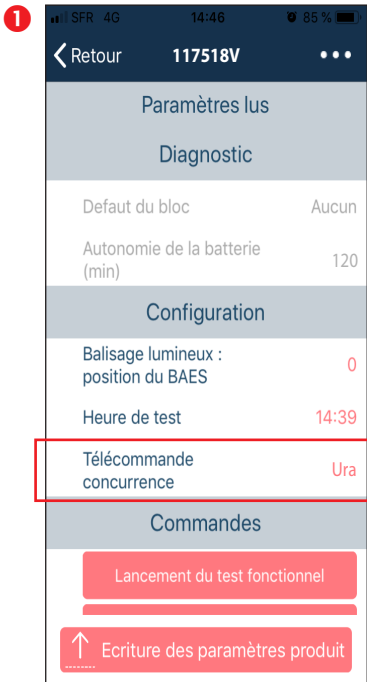 1
SFR 4G 14:46 85 %
Retour 117518V •••
Paramètres lus
Diagnostic
Defaut du bloc Aucun
Autonomie de la batterie
(min) 120
Configuration
Balisage lumineux :
position du BAES 0
Heure de test 14:39
Télécommande
concurrence Ura
Commandes
Lancement du test fonctionnel
Ecriture des paramètres produit